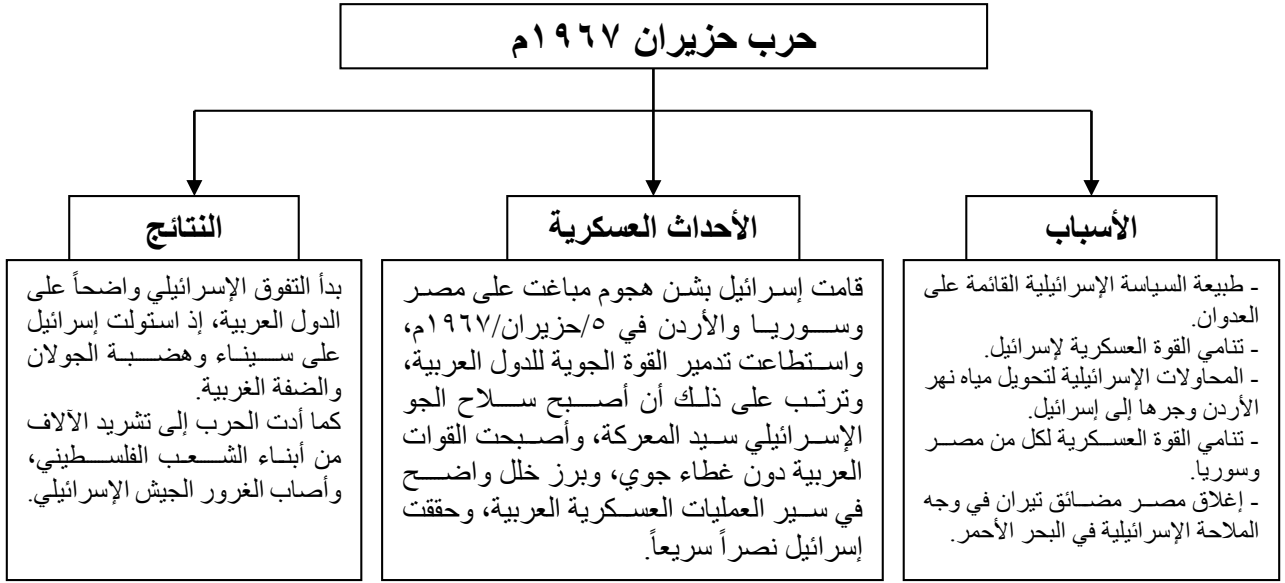 حرب حزيران ١٩٦٧م
الأسباب
- طبيعة السياسة الإسرائيلية القائمة على
العدوان.
- تنامي القوة العسكرية لإسرائيل.
- المحاولات الإسرائيلية لتحويل مياه نهر
الأردن وجرها إلى إسرائيل.
- تنامي القوة العسكرية لكل من مصر
وسوريا.
- إغلاق مصر مضائق تيران في وجه
الملاحة الإسرائيلية في البحر الأحمر.
الأحداث العسكرية
قامت إسرائيل بشن هجوم مباغت على مصر
وسوريا والأردن في ٥/حزيران/١٩٦٧م،
واستطاعت تدمير القوة الجوية للدول العربية،
وترتب على ذلك أن أصبح سلاح الجو
الإسرائيلي سيد المعركة، وأصبحت القوات
العربية دون غطاء جوي، وبرز خلل واضح
في سير العمليات العسكرية العربية، وحققت
إسرائيل نصراً سريعاً.
النتائج
بدأ التفوق الإسرائيلي واضحاً على
الدول العربية، إذ استولت إسرائيل
على سيناء وهضبة الجولان
والضفة الغربية.
كما أدت الحرب إلى تشريد الآلاف
من أبناء الشعب الفلسطيني،
وأصاب الغرور الجيش الإسرائيلي.